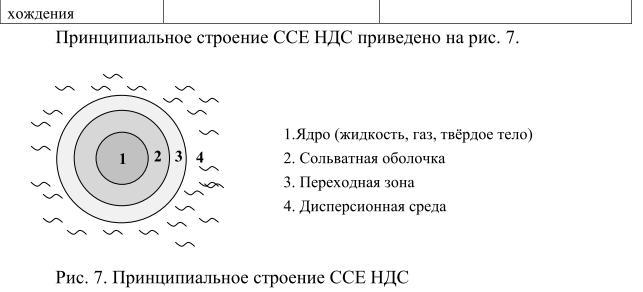 хождения
Принципиальное строение ССЕ НДС приведено на рис. 7.
1 2 3 4
1.Ядро (жидкость, газ, твёрдое тело)
2. Сольватная оболочка
3. Переходная зона
4. Дисперсионная среда
Рис. 7. Принципиальное строение ССЕ НДС